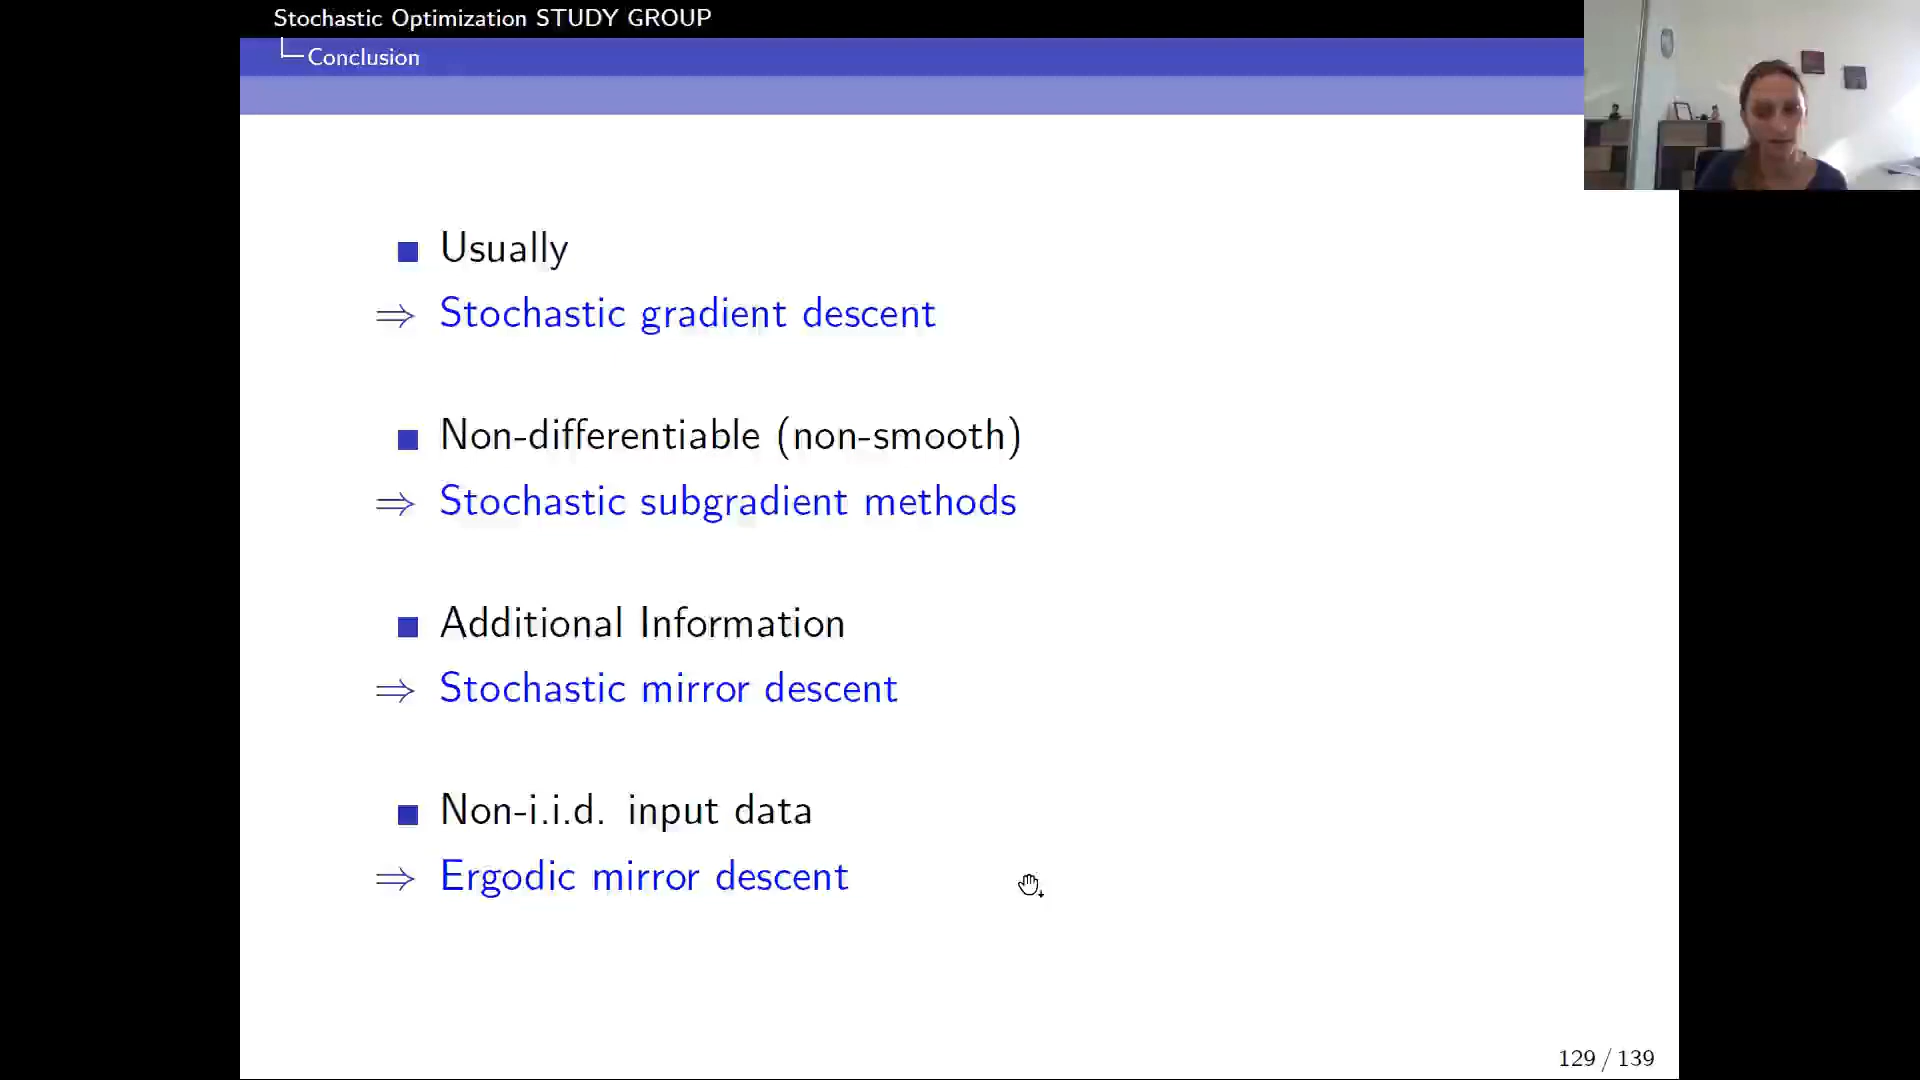 Stochastic Optimization STUDY GROUP
Conclusion
■ Usually
⇒ Stochastic gradient descent
■ Non-differentiable (non-smooth)
⇒ Stochastic subgradient methods
■ Additional Information
⇒ Stochastic mirror descent
■ Non-i.i.d. input data
⇒ Ergodic mirror descent
129 / 139